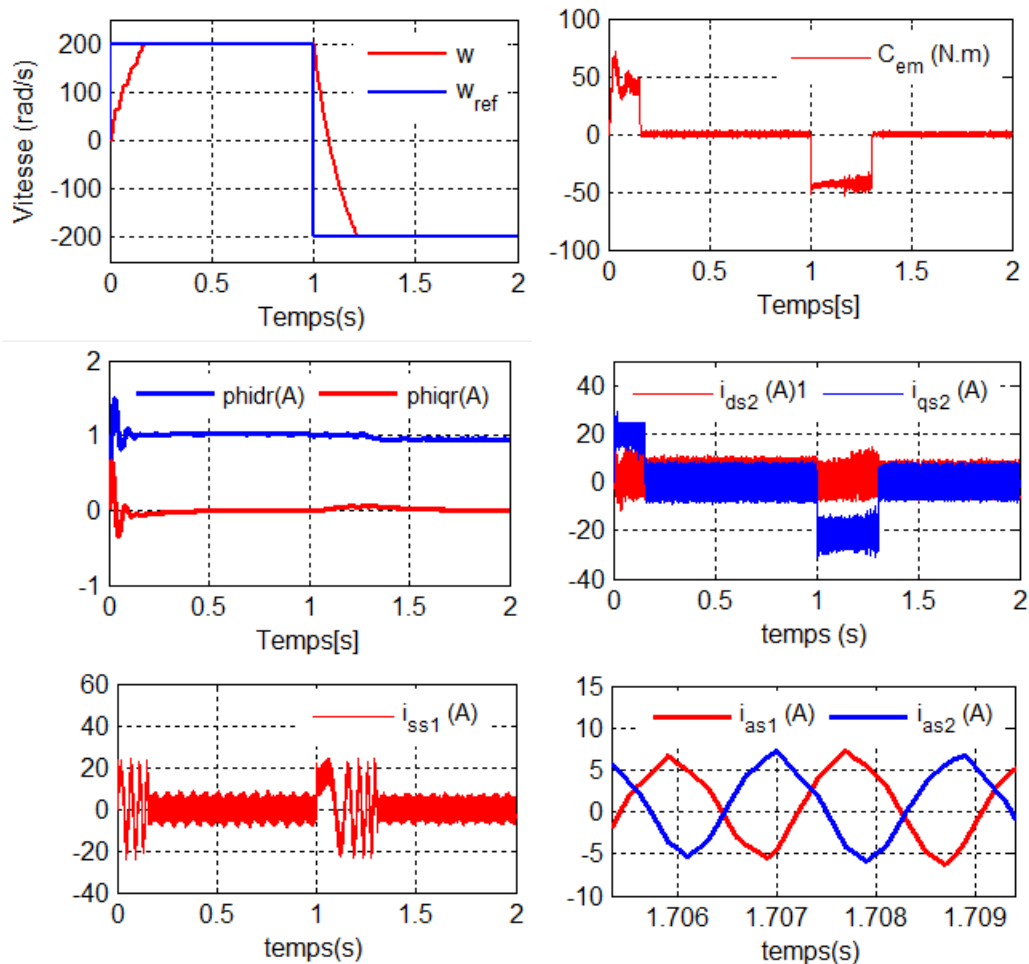 200
100
0
-100
-200
Vitesse (rad/s)
w
w_ref
0 0.5 1 1.5 2
Temps(s)
100
50
0
-50
-100
C_em (N.m)
0 0.5 1 1.5 2
Temps[s]
2
1
0
-1
phidr(A) phiqr(A)
0 0.5 1 1.5 2
Temps[s]
40
20
0
-20
-40
i_ds2 (A)1 i_qs2 (A)
0 0.5 1 1.5 2
temps (s)
60
40
20
0
-20
-40
i_ss1 (A)
0 0.5 1 1.5 2
temps(s)
15
10
5
0
-5
-10
i_as1 (A) i_as2 (A)
1.706 1.707 1.708 1.709
temps(s)